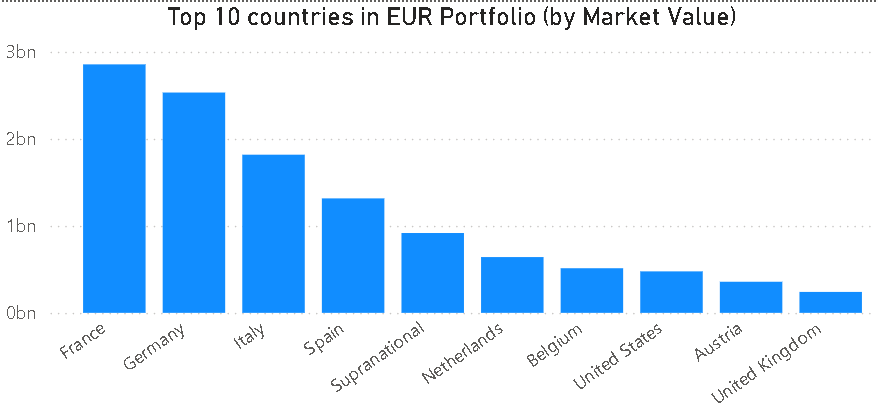 Top 10 countries in EUR Portfolio (by Market Value)
3bn
2bn
1bn
0bn
France
Germany
Italy
Spain
Supranational
Netherlands
Belgium
United States
Austria
United Kingdom